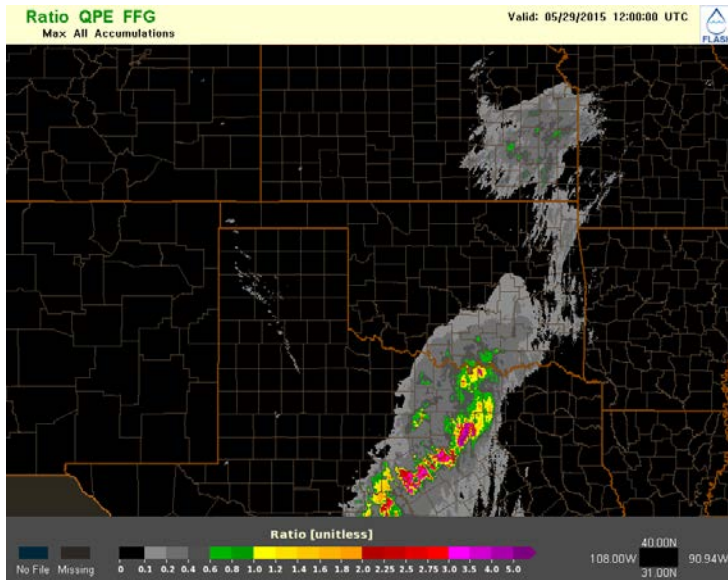 Ratio QPE FFG
Max All Accumulations
Valid: 05/29/2015 12:00:00 UTC
FLASH
Ratio [unitless]
No File
Missing
0 0.1 0.2 0.4 0.6 0.8 1.0 1.2 1.4 1.6 1.8 2.0 2.25 2.5 2.75 3.0 3.5 4.0 5.0
40.00N
108.00W
90.94W
31.00N